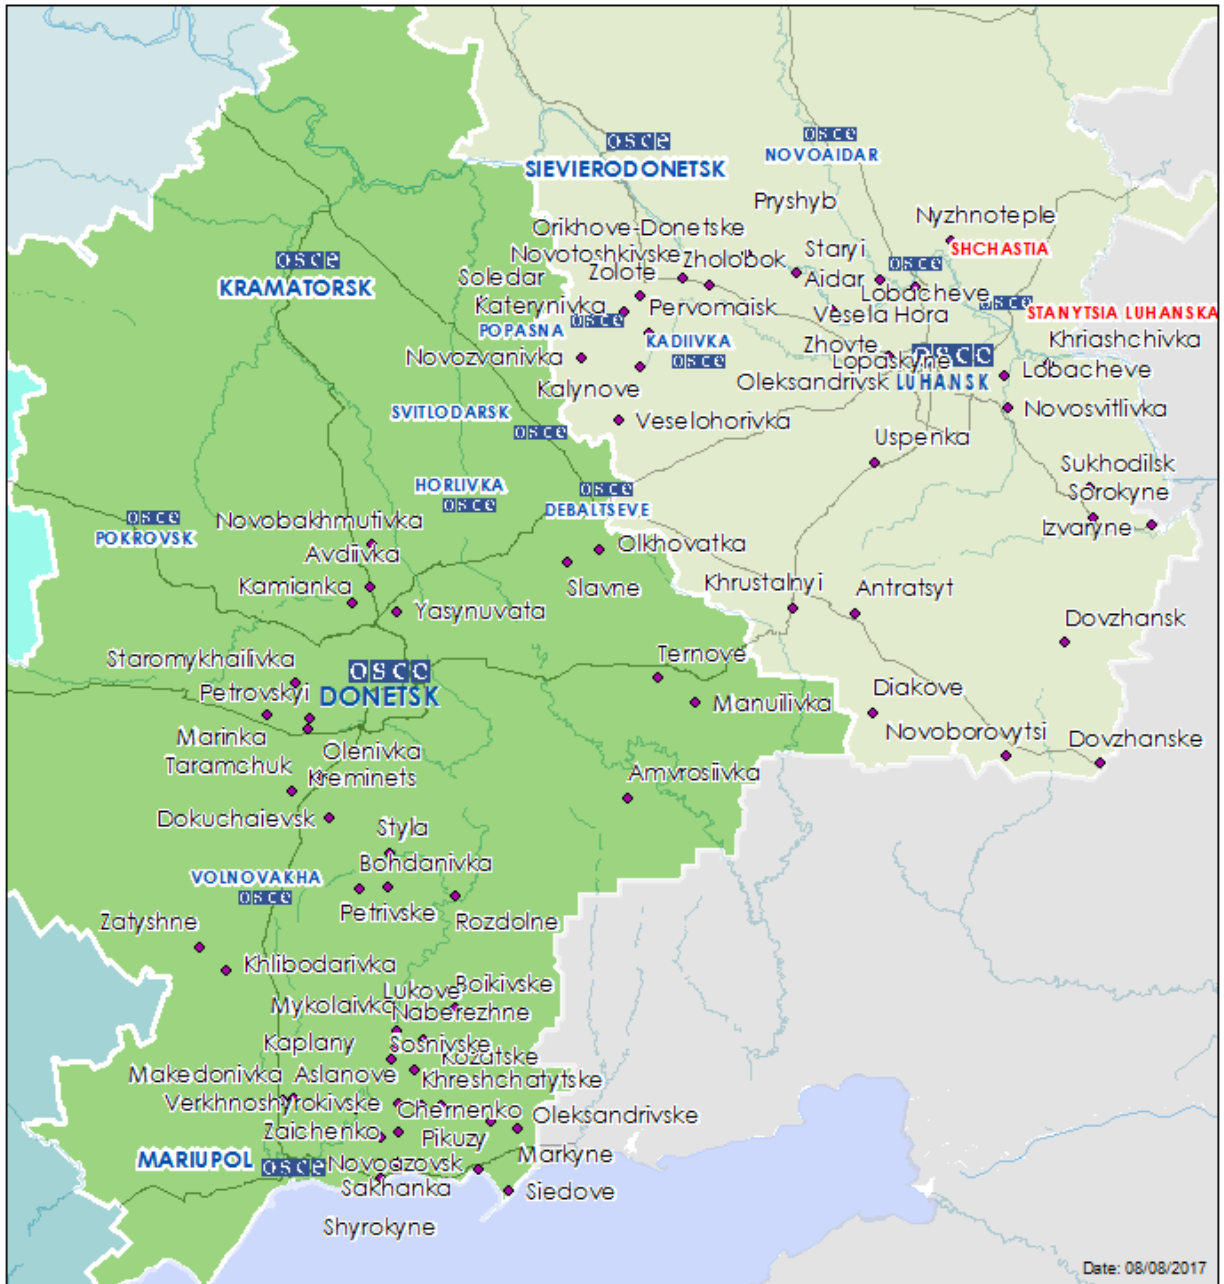 osce
SIEVIERODONETSK
osce
NOVOAIDAR
Pryshyb
Nyzhnoteple
SHCHASTIA
Orikhove-Donetske
Novotoshkivske
Zholobok
Staryi
Aidar
osce
Soledar
Zolote
Lobacheve
osce
KRAMATORSK
Katerynivka
Pervomaisk
Vesela Hora
osce
STANYTSIA LUHANSKA
POPASNA
osce
KADIIVKA
osce
Zhovte
Lopaskyne
osce
Khriashchivka
Novozvanivka
Kalynove
Oleksandrivsk
LUHANSK
Lobacheve
SVITLODARSK
osce
Veselohorivka
Novosvitlivka
Uspenka
Sukhodilsk
HORLIVKA
osce
osce
DEBALTSEVE
Sorokyne
Izvaryne
osce
POKROVSK
Novobakhmutivka
Avdiivka
Olkhovatka
Kamianka
Slavne
Khrustalnyi
Antratsyt
Yasynuvata
Dovzhansk
Staromykhailivka
osce
DONETSK
Ternove
Petrovskyi
Manuilivka
Diakove
Marinka
Olenivka
Novoborovytsi
Dovzhanske
Taramchuk
Kreminets
Amvrosiivka
Dokuchaievsk
Styla
Bohdanivka
VOLNOVAKHA
osce
Petrivske
Rozdolne
Zatyshne
Khlibodarivka
Lukove
Boikivske
Mykolaivka
Naberezhne
Kaplany
Sosnivske
Kozatske
Makedonivka
Aslanove
Khreshchatytske
Verkhnoshyrokivske
Chernenko
Oleksandrivske
Zaichenko
Pikuzy
MARIUPOL
osce
Novoazovsk
Markyne
Sakhanka
Siedove
Shyrokyne
Date: 08/08/2017